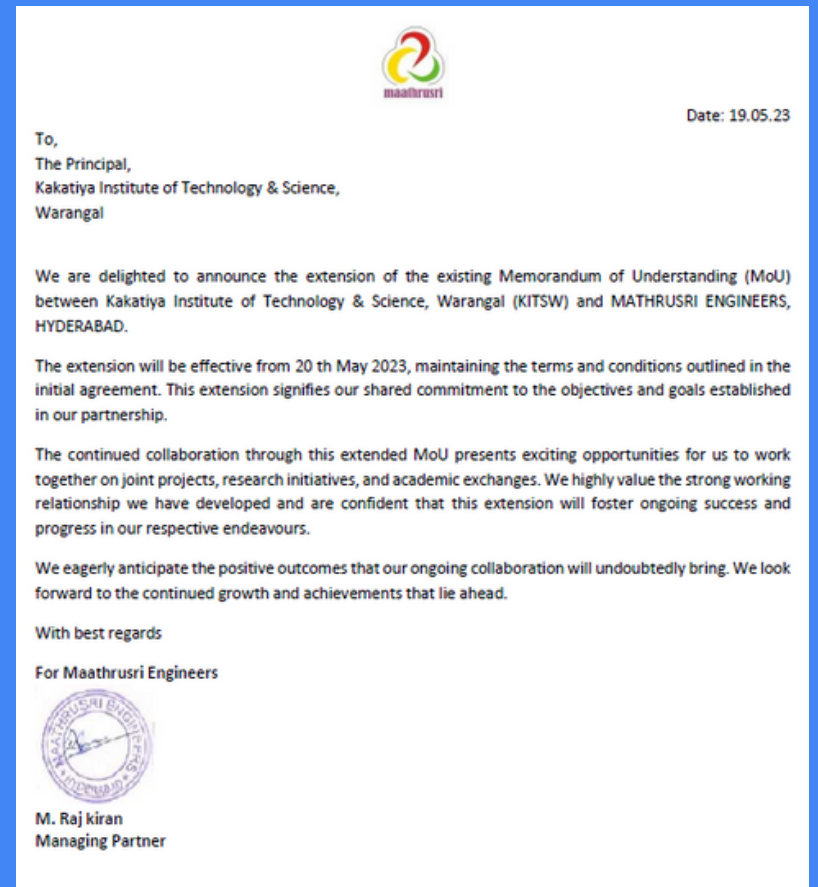 maathrusri
Date: 19.05.23
To,
The Principal,
Kakatiya Institute of Technology & Science,
Warangal
We are delighted to announce the extension of the existing Memorandum of Understanding (MoU)
between Kakatiya Institute of Technology & Science, Warangal (KITSW) and MATHRUSRI ENGINEERS,
HYDERABAD.
The extension will be effective from 20 th May 2023, maintaining the terms and conditions outlined in the
initial agreement. This extension signifies our shared commitment to the objectives and goals established
in our partnership.
The continued collaboration through this extended MoU presents exciting opportunities for us to work
together on joint projects, research initiatives, and academic exchanges. We highly value the strong working
relationship we have developed and are confident that this extension will foster ongoing success and
progress in our respective endeavours.
We eagerly anticipate the positive outcomes that our ongoing collaboration will undoubtedly bring. We look
forward to the continued growth and achievements that lie ahead.
With best regards
For Maathrusri Engineers
MAATHRUSRI ENGINEERS
HYDERABAD
M. Raj kiran
Managing Partner